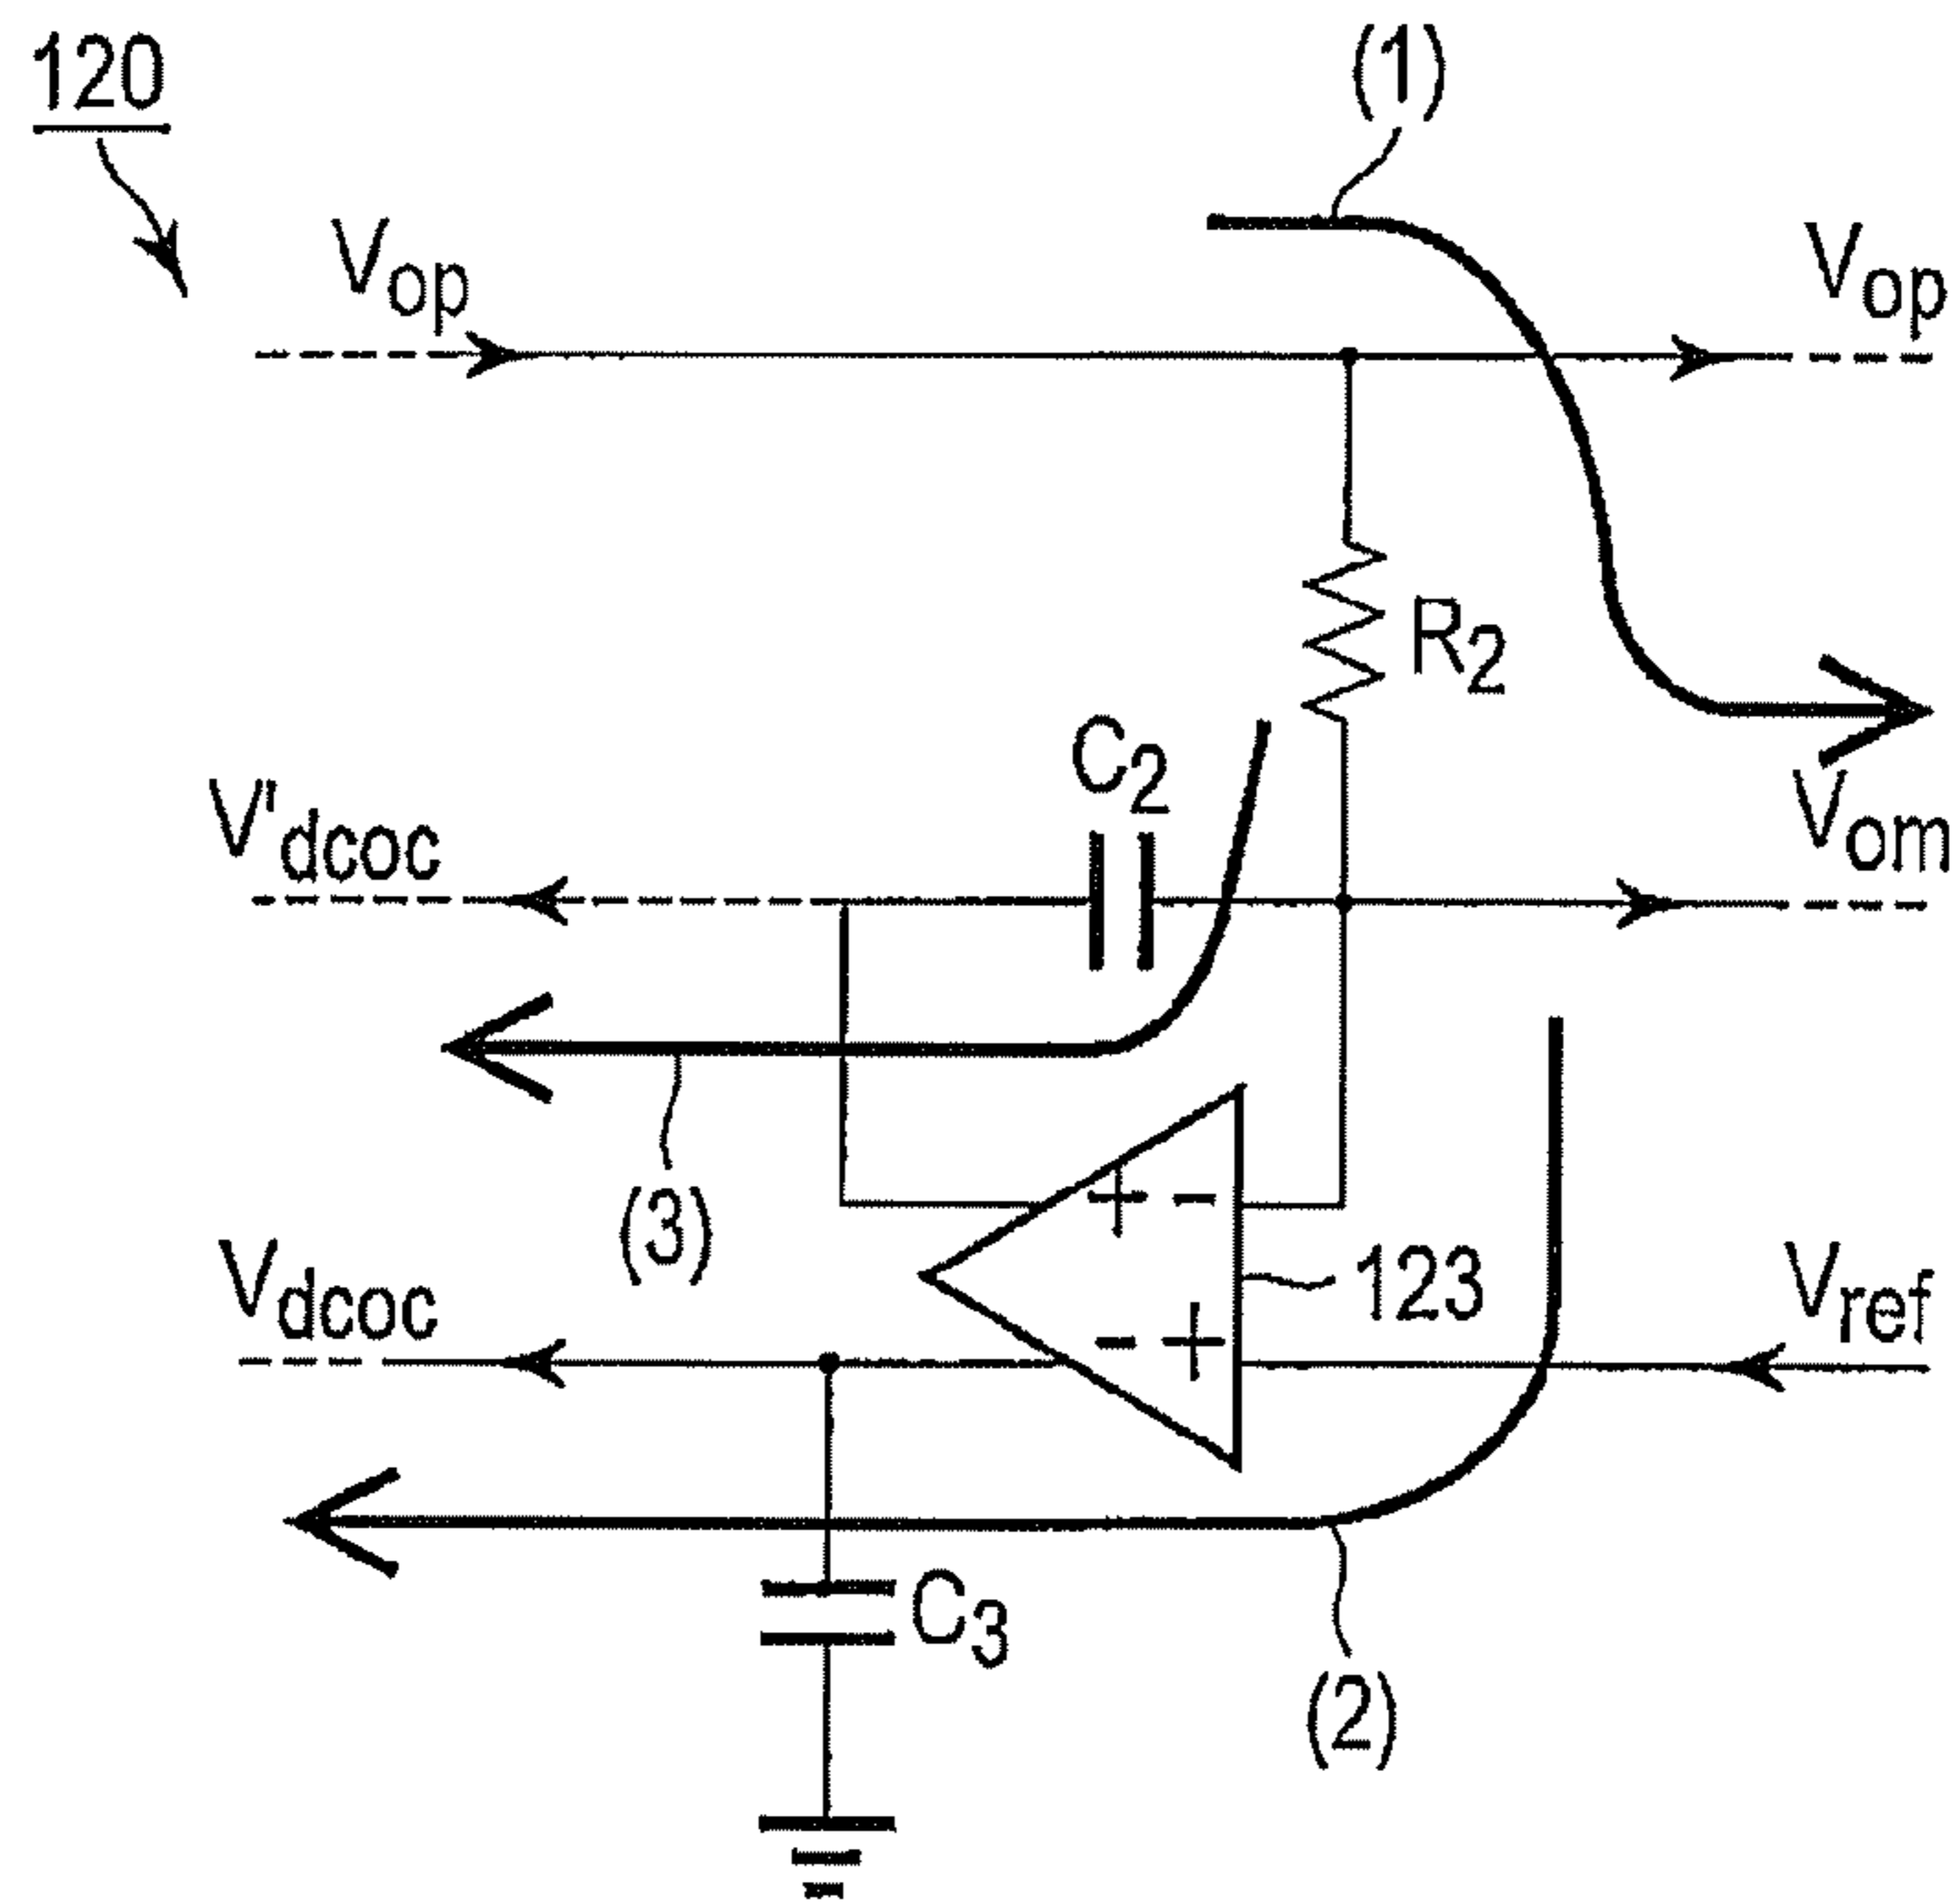 120
(1)
Vop
Vop
R2
C2
V'dcoc
Vom
+ -
(3)
123
Vdcoc
Vref
- +
C3
(2)